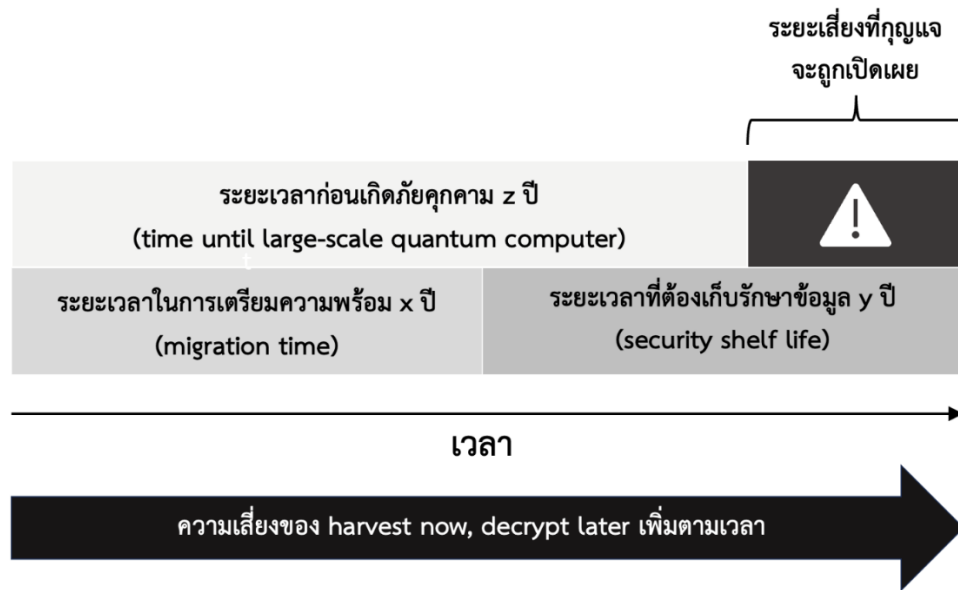 ระยะเสี่ยงที่กุญแจ
จะถูกเปิดเผย
ระยะเวลาก่อนเกิดภัยคุกคาม z ปี
(time until large-scale quantum computer)
t
ระยะเวลาในการเตรียมความพร้อม x ปี
(migration time)
ระยะเวลาที่ต้องเก็บรักษาข้อมูล y ปี
(security shelf life)
เวลา
ความเสี่ยงของ harvest now, decrypt later เพิ่มตามเวลา